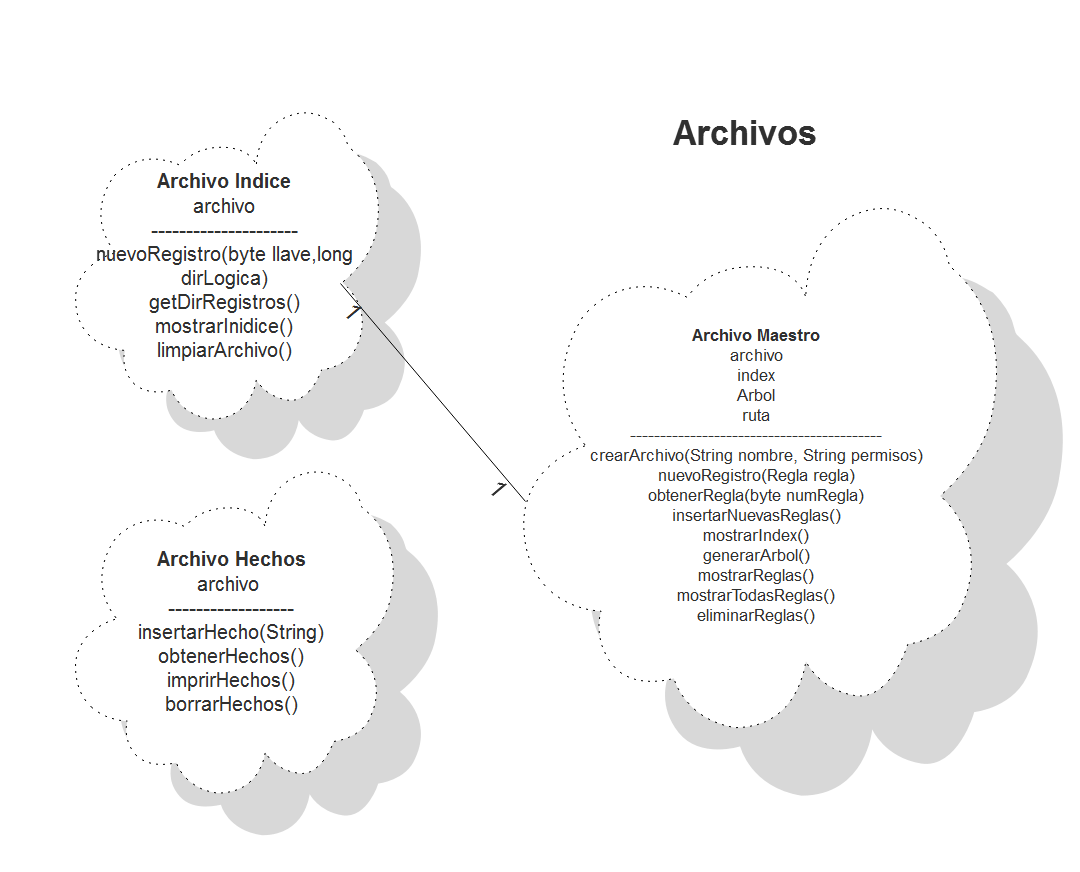 Archivos
Archivo Indice
archivo
---------------------
nuevoRegistro(byte llave,long
dirLogica)
getDirRegistros()
mostrarInidice()
limpiarArchivo()
1
1
Archivo Maestro
archivo
index
Arbol
ruta
------------------------------------------
crearArchivo(String nombre, String permisos)
nuevoRegistro(Regla regla)
obtenerRegla(byte numRegla)
insertarNuevasReglas()
mostrarIndex()
generarArbol()
mostrarReglas()
mostrarTodasReglas()
eliminarReglas()
Archivo Hechos
archivo
------------------
insertarHecho(String)
obtenerHechos()
imprirHechos()
borrarHechos()